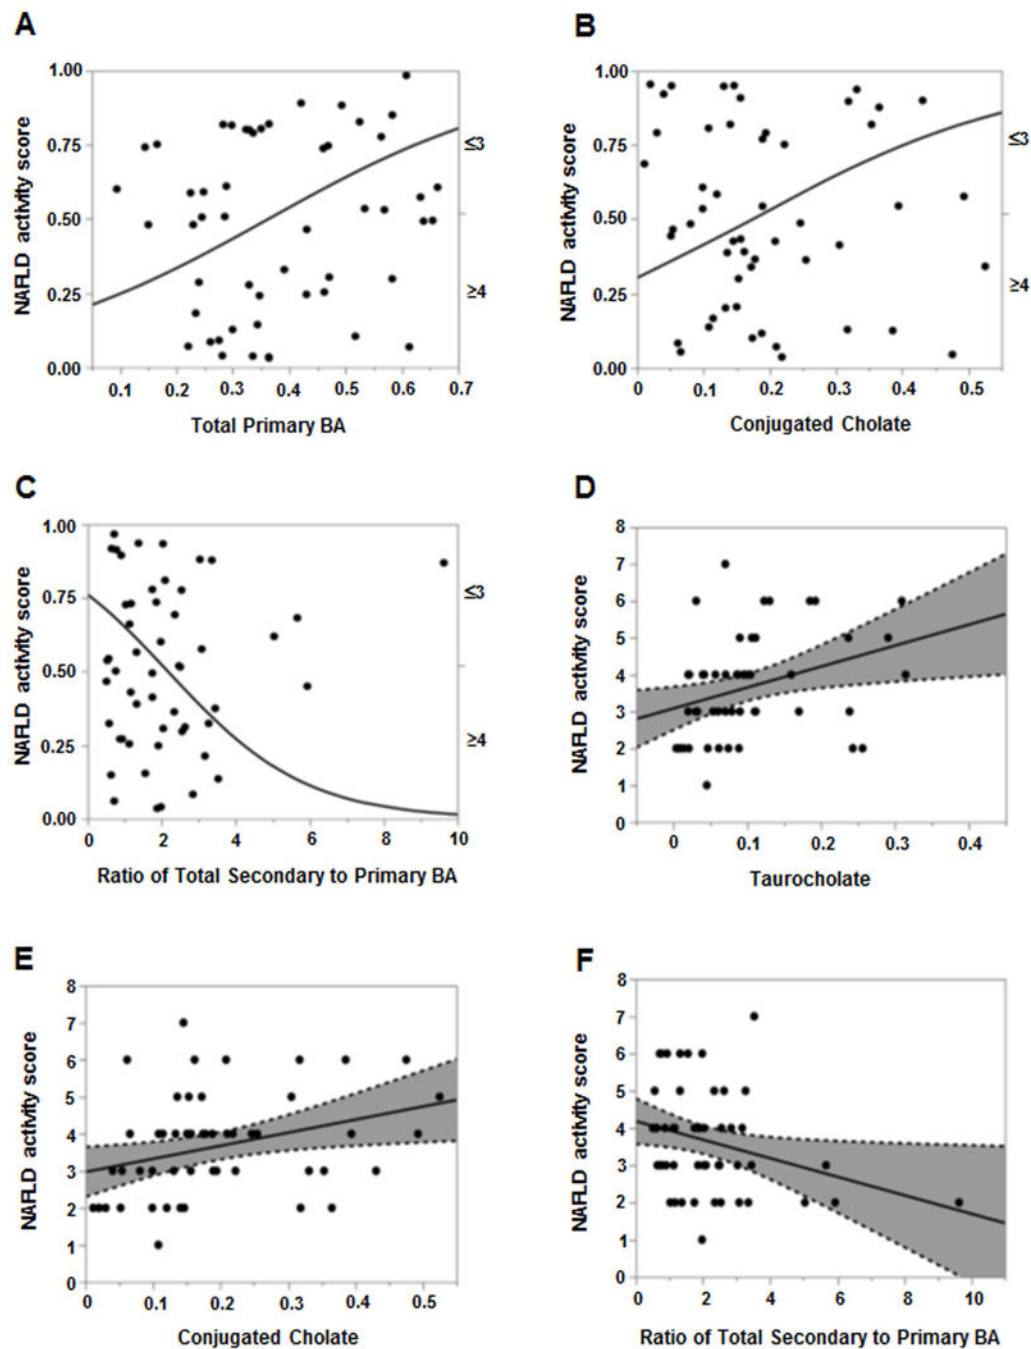 A
NAFLD activity score
1.00
0.75
0.50
0.25
0.00
≤3
≥4
0.1 0.2 0.3 0.4 0.5 0.6 0.7
Total Primary BA
B
NAFLD activity score
1.00
0.75
0.50
0.25
0.00
≤3
≥4
0 0.1 0.2 0.3 0.4 0.5
Conjugated Cholate
C
NAFLD activity score
1.00
0.75
0.50
0.25
0.00
≤3
≥4
0 2 4 6 8 10
Ratio of Total Secondary to Primary BA
D
NAFLD activity score
8
7
6
5
4
3
2
1
0
0 0.1 0.2 0.3 0.4
Taurocholate
E
NAFLD activity score
8
7
6
5
4
3
2
1
0
0 0.1 0.2 0.3 0.4 0.5
Conjugated Cholate
F
NAFLD activity score
8
7
6
5
4
3
2
1
0
0 2 4 6 8 10
Ratio of Total Secondary to Primary BA